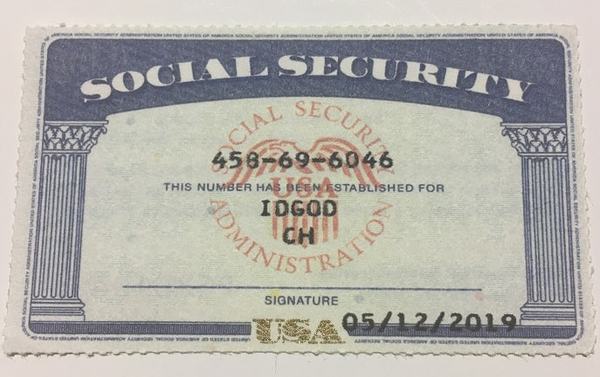 SOCIAL SECURITY
SOCIAL SECURITY
458-69-6046
USA
THIS NUMBER HAS BEEN ESTABLISHED FOR
IDGOD
CH
ADMINISTRATION
SIGNATURE
USA 05/12/2019